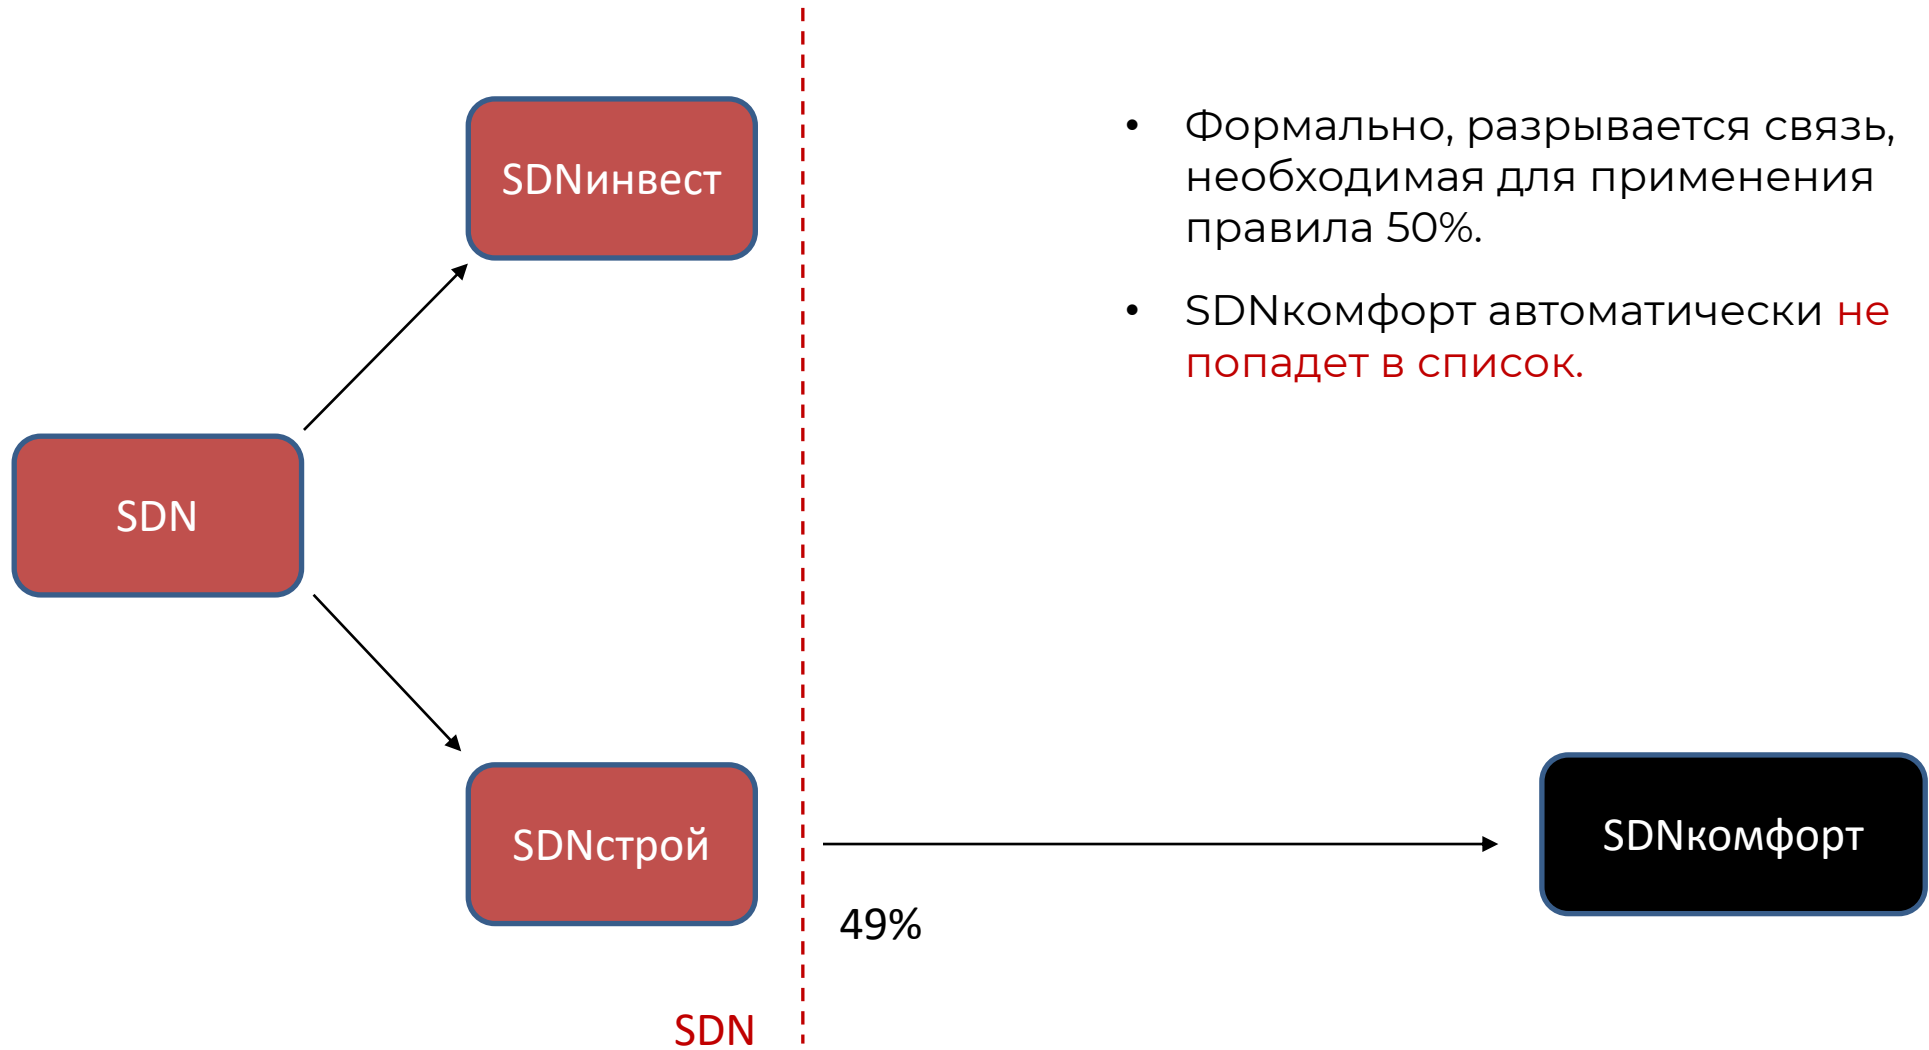 SDNинвест
• Формально, разрывается связь,
необходимая для применения
правила 50%.
• SDNкомфорт автоматически не
попадет в список.
SDN
SDNстрой
SDNкомфорт
49%
SDN